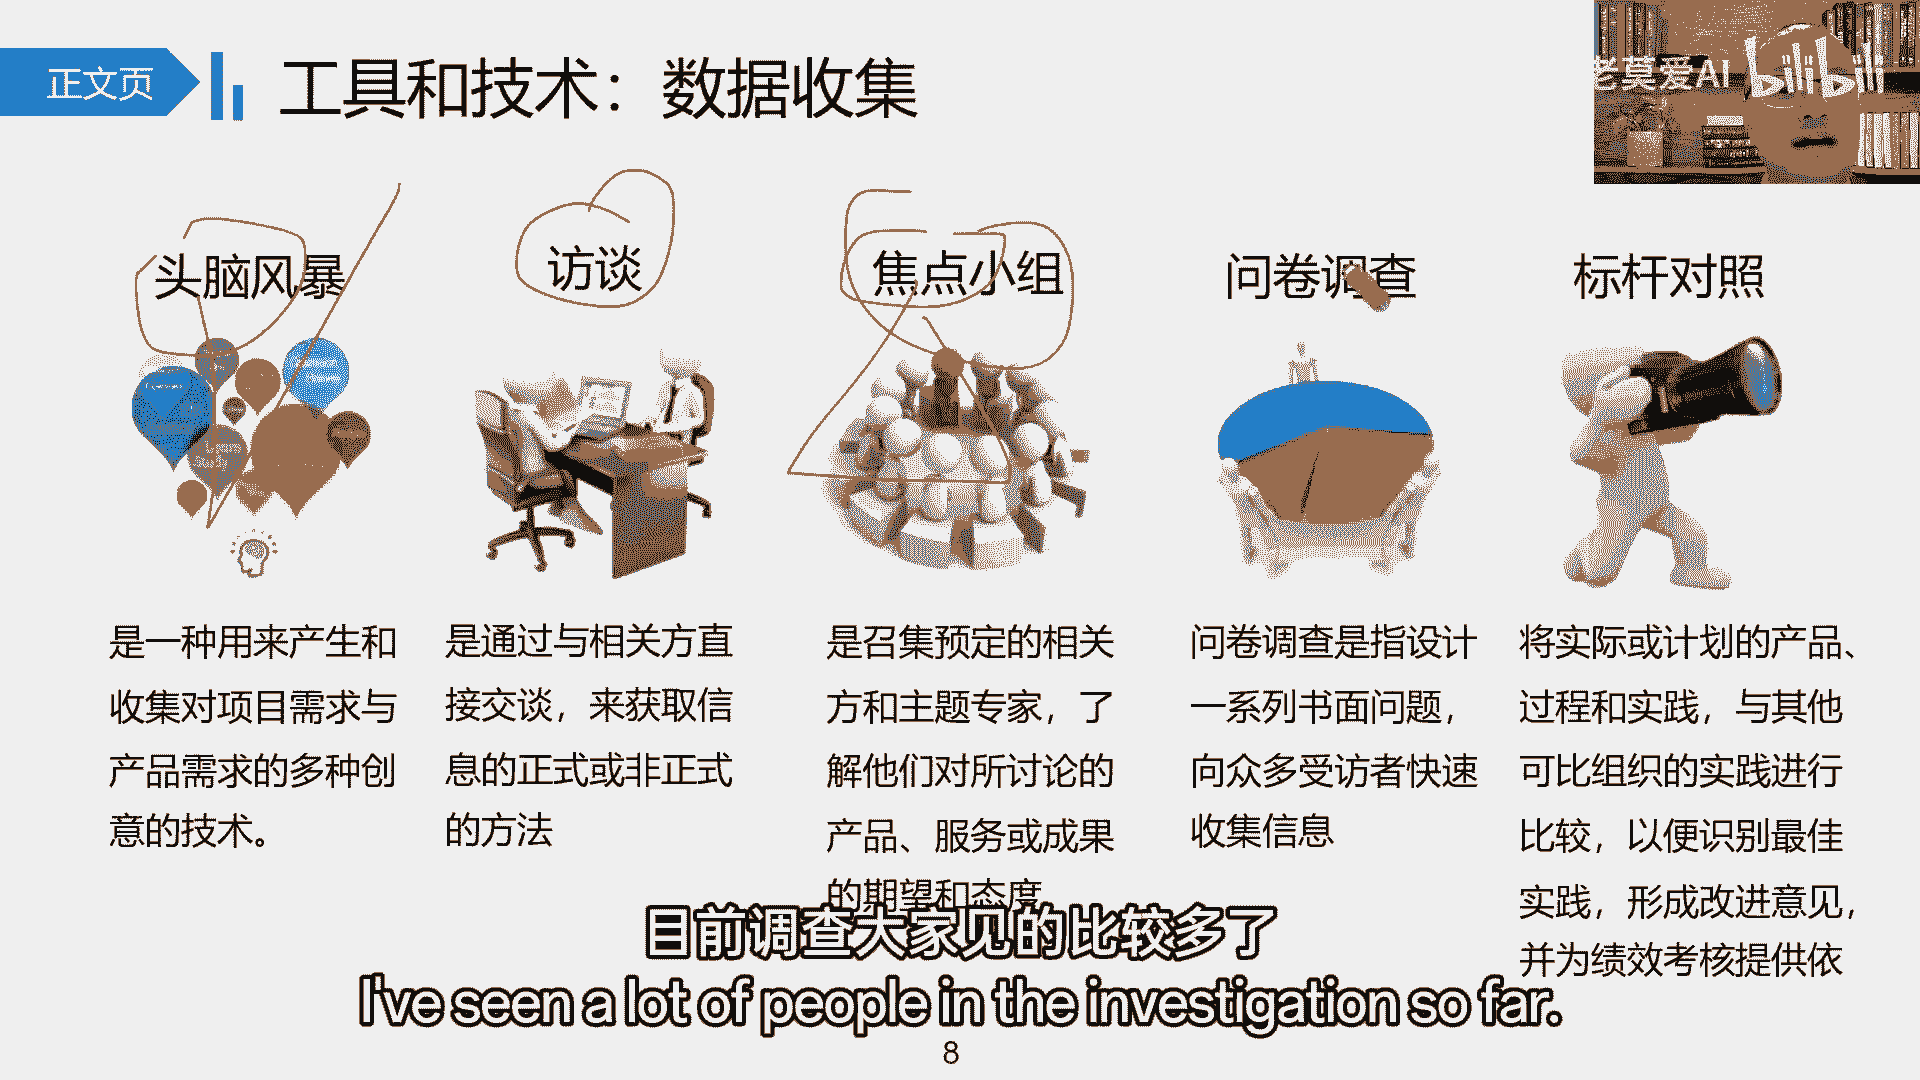 正文页
工具和技术：数据收集
老莫爱AI
bilibili
头脑风暴
访谈
焦点小组
问卷调查
标杆对照
是一种用来产生和
收集对项目需求与
产品需求的多种创
意的技术。
是通过与相关方直
接交谈，来获取信
息的正式或非正式
的方法
是召集预定的相关
方和主题专家，了
解他们对所讨论的
产品、服务或成果
的期望和态度
问卷调查是指设计
一系列书面问题，
向众多受访者快速
收集信息
将实际或计划的产品、
过程和实践，与其他
可比组织的实践进行
比较，以便识别最佳
实践，形成改进意见，
并为绩效考核提供依
目前调查大家见的比较多了
I've seen a lot of people in the investigation so far.
8